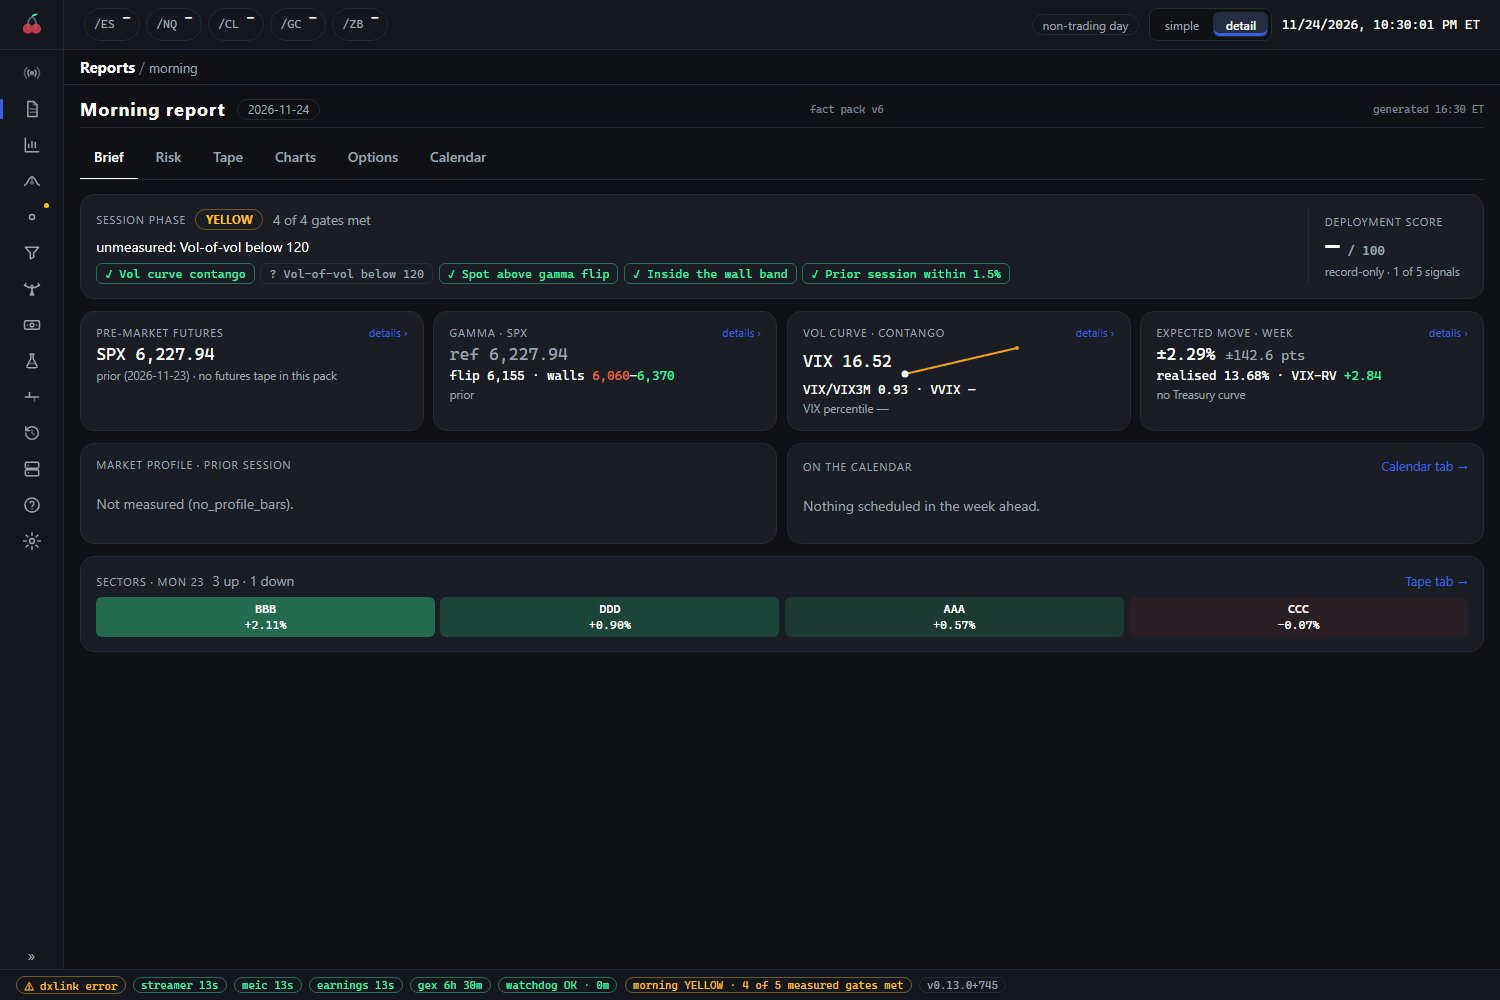 /ES – /NQ – /CL – /GC – /ZB – non-trading day simple detail 11/24/2026, 10:30:01 PM ET
Reports / morning
Morning report 2026-11-24 fact pack v6 generated 16:30 ET
Brief Risk Tape Charts Options Calendar
SESSION PHASE YELLOW 4 of 4 gates met
unmeasured: Vol-of-vol below 120
✓ Vol curve contango ? Vol-of-vol below 120 ✓ Spot above gamma flip ✓ Inside the wall band ✓ Prior session within 1.5%
DEPLOYMENT SCORE
– / 100
record-only · 1 of 5 signals
PRE-MARKET FUTURES details ›
SPX 6,227.94
prior (2026-11-23) · no futures tape in this pack
GAMMA · SPX details ›
ref 6,227.94
flip 6,155 · walls 6,060–6,370
prior
VOL CURVE · CONTANGO details ›
VIX 16.52
VIX/VIX3M 0.93 · VVIX –
VIX percentile —
EXPECTED MOVE · WEEK details ›
±2.29% ±142.6 pts
realised 13.68% · VIX−RV +2.84
no Treasury curve
MARKET PROFILE · PRIOR SESSION
Not measured (no_profile_bars).
ON THE CALENDAR Calendar tab →
Nothing scheduled in the week ahead.
SECTORS · MON 23 3 up · 1 down Tape tab →
BBB
+2.11%
DDD
+0.90%
AAA
+0.57%
CCC
−0.07%
»
⚠ dxlink error streamer 13s meic 13s earnings 13s gex 6h 30m watchdog OK · 0m morning YELLOW · 4 of 5 measured gates met v0.13.0+745